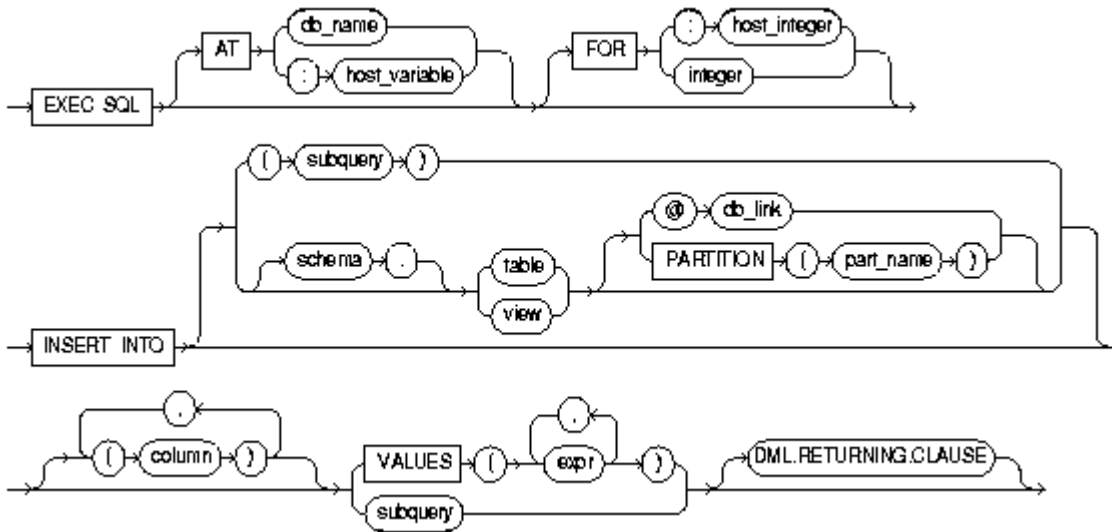 AT db_name FOR : host_integer
: host_variable integer
EXEC SQL
( subquery )
@ db_link
schema . table PARTITION ( part_name )
view
INSERT INTO
, ,
( column ) VALUES ( expr ) DML.RETURNING.CLAUSE
subquery